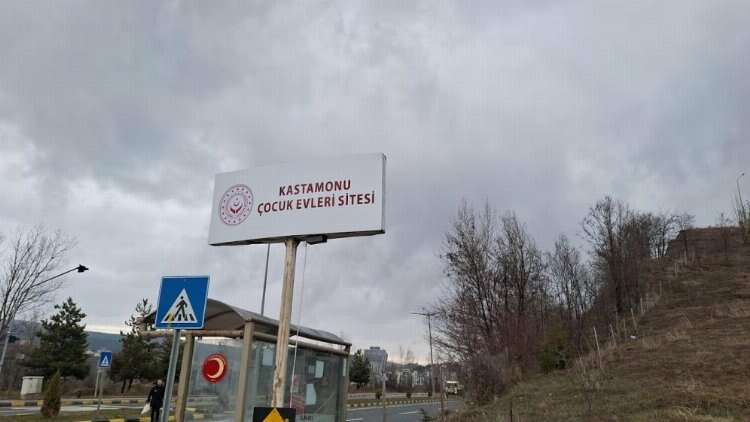 KASTAMONU
ÇOCUK EVLERİ SİTESİ